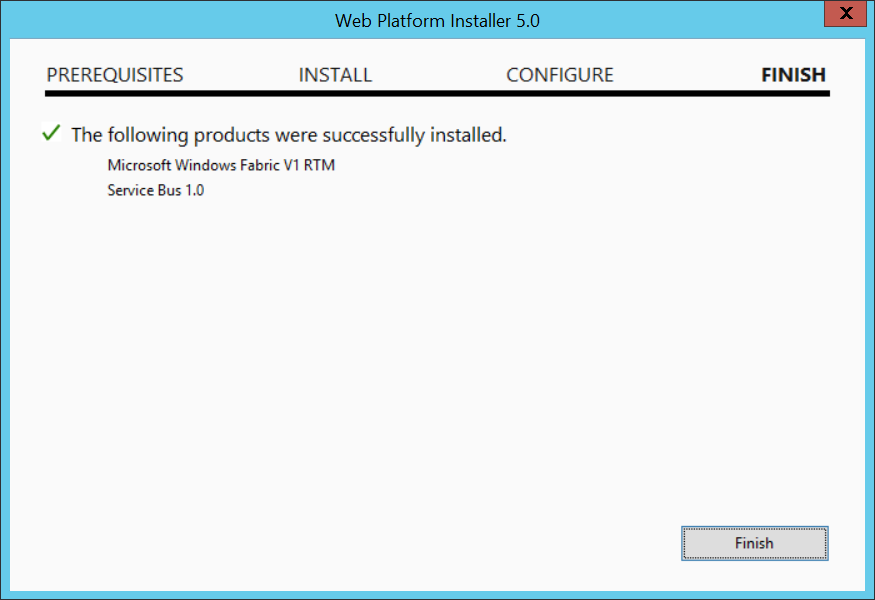 Web Platform Installer 5.0
X
PREREQUISITES INSTALL CONFIGURE FINISH
The following products were successfully installed.
Microsoft Windows Fabric V1 RTM
Service Bus 1.0
Finish